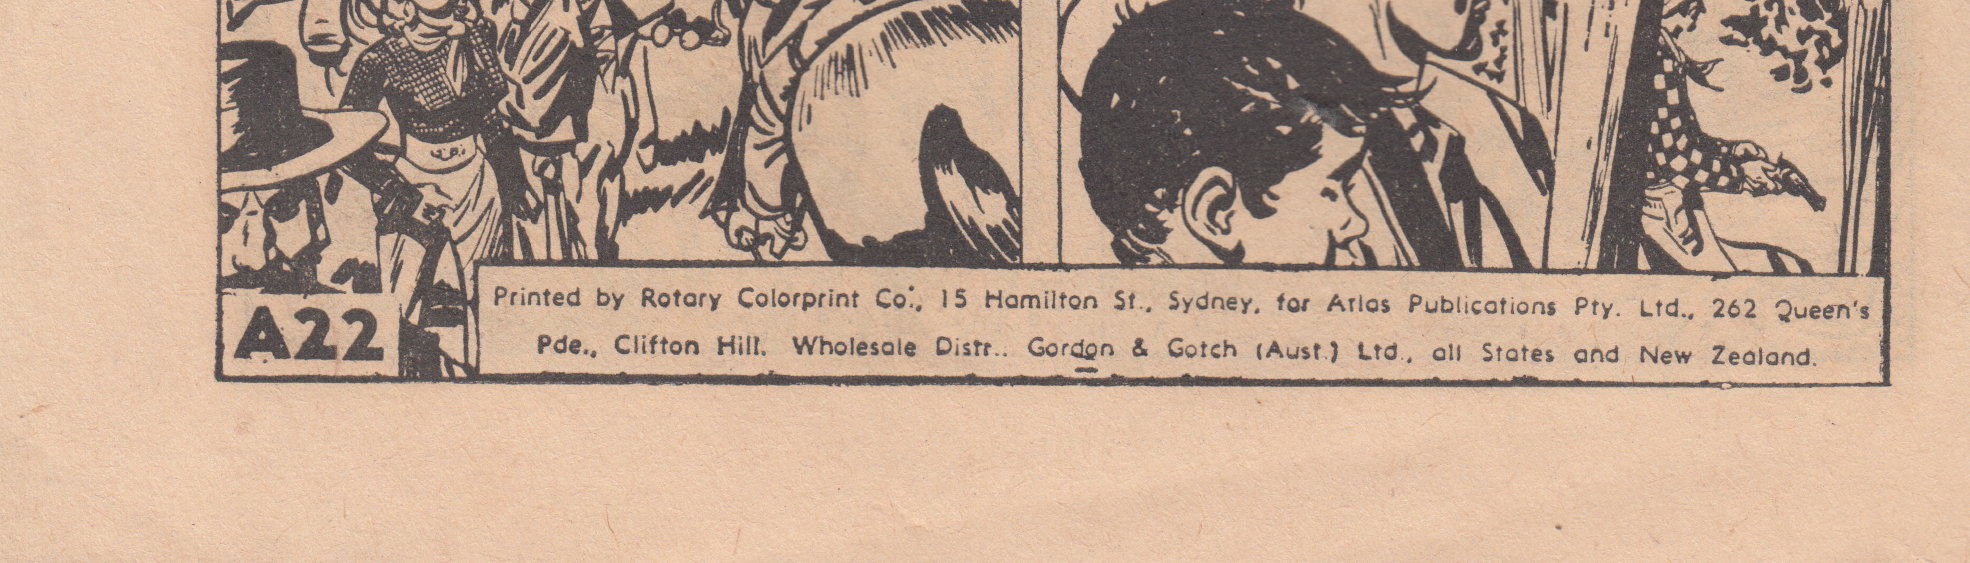 Printed by Rotary Colorprint Co., 15 Hamilton St., Sydney, for Atlas Publications Pty. Ltd., 262 Queen's
Pde., Clifton Hill. Wholesale Distr.. Gordon & Gotch (Aust.) Ltd., all States and New Zealand.
A22